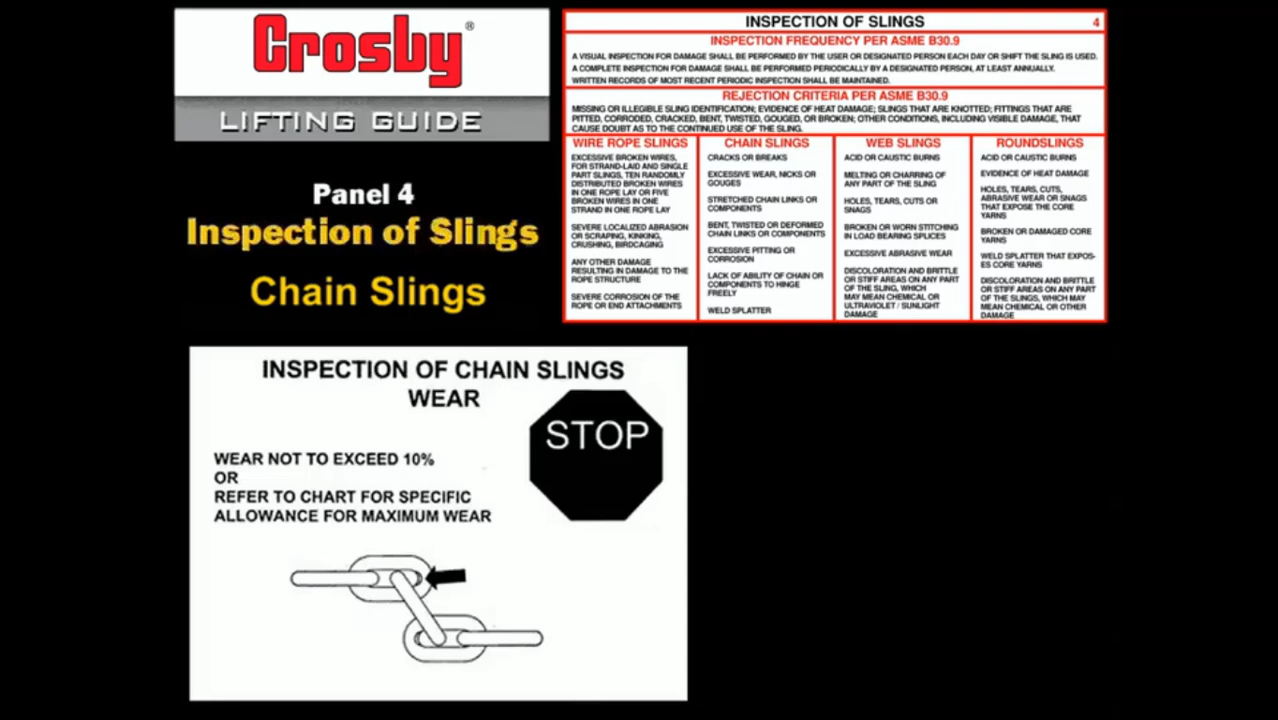 Crosby®
LIFTING GUIDE
Panel 4
Inspection of Slings
Chain Slings
INSPECTION OF SLINGS 4
INSPECTION FREQUENCY PER ASME B30.9
A VISUAL INSPECTION FOR DAMAGE SHALL BE PERFORMED BY THE USER OR DESIGNATED PERSON EACH DAY OR SHIFT THE SLING IS USED.
A COMPLETE INSPECTION FOR DAMAGE SHALL BE PERFORMED PERIODICALLY BY A DESIGNATED PERSON, AT LEAST ANNUALLY.
WRITTEN RECORDS OF MOST RECENT PERIODIC INSPECTION SHALL BE MAINTAINED.
REJECTION CRITERIA PER ASME B30.9
MISSING OR ILLEGIBLE SLING IDENTIFICATION; EVIDENCE OF HEAT DAMAGE; SLINGS THAT ARE KNOTTED; FITTINGS THAT ARE
PITTED, CORRODED, CRACKED, BENT, TWISTED, GOUGED, OR BROKEN; OTHER CONDITIONS, INCLUDING VISIBLE DAMAGE, THAT
CAUSE DOUBT AS TO THE CONTINUED USE OF THE SLING.
WIRE ROPE SLINGS
EXCESSIVE BROKEN WIRES,
FOR STRAND-LAID AND SINGLE
PART SLINGS, TEN RANDOMLY
DISTRIBUTED BROKEN WIRES
IN ONE ROPE LAY OR FIVE
BROKEN WIRES IN ONE
STRAND IN ONE ROPE LAY
SEVERE LOCALIZED ABRASION
OR SCRAPING, KINKING,
CRUSHING, BIRDCAGING
ANY OTHER DAMAGE
RESULTING IN DAMAGE TO THE
ROPE STRUCTURE
SEVERE CORROSION OF THE
ROPE OR END ATTACHMENTS
CHAIN SLINGS
CRACKS OR BREAKS
EXCESSIVE WEAR, NICKS OR
GOUGES
STRETCHED CHAIN LINKS OR
COMPONENTS
BENT, TWISTED OR DEFORMED
CHAIN LINKS OR COMPONENTS
EXCESSIVE PITTING OR
CORROSION
LACK OF ABILITY OF CHAIN OR
COMPONENTS TO HINGE
FREELY
WELD SPLATTER
WEB SLINGS
ACID OR CAUSTIC BURNS
MELTING OR CHARRING OF
ANY PART OF THE SLING
HOLES, TEARS, CUTS OR
SNAGS
BROKEN OR WORN STITCHING
IN LOAD BEARING SPLICES
EXCESSIVE ABRASIVE WEAR
DISCOLORATION AND BRITTLE
OR STIFF AREAS ON ANY PART
OF THE SLING, WHICH
MAY MEAN CHEMICAL OR
ULTRAVIOLET / SUNLIGHT
DAMAGE
ROUNDSLINGS
ACID OR CAUSTIC BURNS
EVIDENCE OF HEAT DAMAGE
HOLES, TEARS, CUTS,
ABRASIVE WEAR OR SNAGS
THAT EXPOSE THE CORE
YARNS
BROKEN OR DAMAGED CORE
YARNS
WELD SPLATTER THAT EXPOS-
ES CORE YARNS
DISCOLORATION AND BRITTLE
OR STIFF AREAS ON ANY PART
OF THE SLINGS, WHICH MAY
MEAN CHEMICAL OR OTHER
DAMAGE
INSPECTION OF CHAIN SLINGS
WEAR
STOP
WEAR NOT TO EXCEED 10%
OR
REFER TO CHART FOR SPECIFIC
ALLOWANCE FOR MAXIMUM WEAR